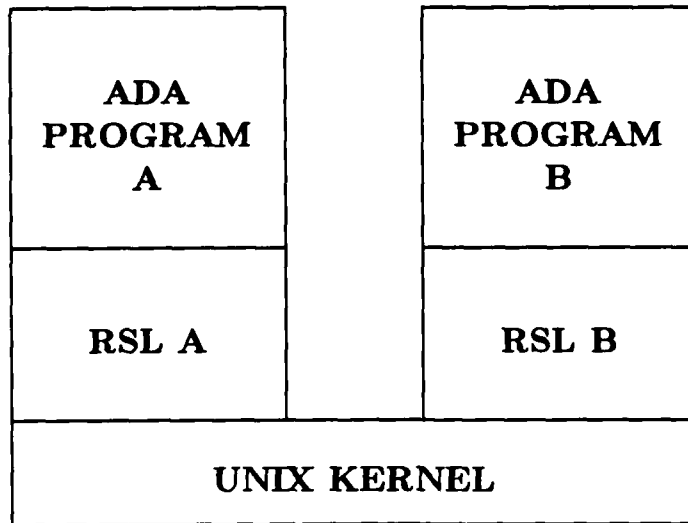 ADA
PROGRAM
A
ADA
PROGRAM
B
RSL A
RSL B
UNIX KERNEL